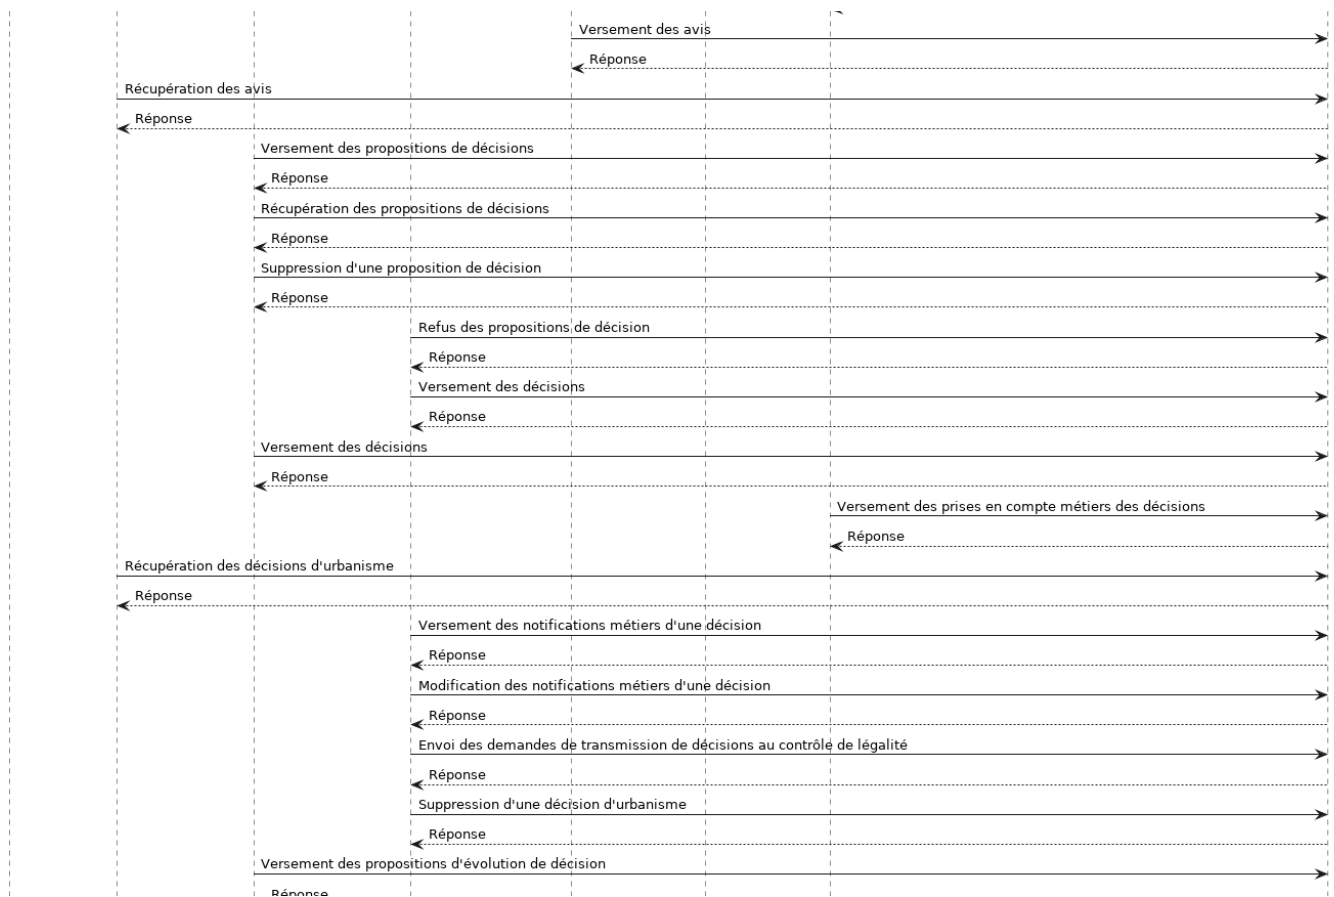 Versement des avis
Réponse
Récupération des avis
Réponse
Versement des propositions de décisions
Réponse
Récupération des propositions de décisions
Réponse
Suppression d'une proposition de décision
Réponse
Refus des propositions de décision
Réponse
Versement des décisions
Réponse
Versement des décisions
Réponse
Versement des prises en compte métiers des décisions
Réponse
Récupération des décisions d'urbanisme
Réponse
Versement des notifications métiers d'une décision
Réponse
Modification des notifications métiers d'une décision
Réponse
Envoi des demandes de transmission de décisions au contrôle de légalité
Réponse
Suppression d'une décision d'urbanisme
Réponse
Versement des propositions d'évolution de décision
Réponse